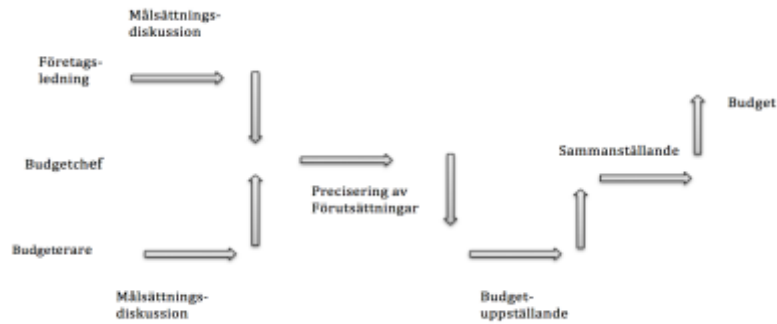 Målsättnings-
diskussion
Företags-
ledning
Budget
Sammanställande
Budgetchef
Precisering av
Förutsättningar
Budgeterare
Målsättnings-
diskussion
Budget-
uppställande